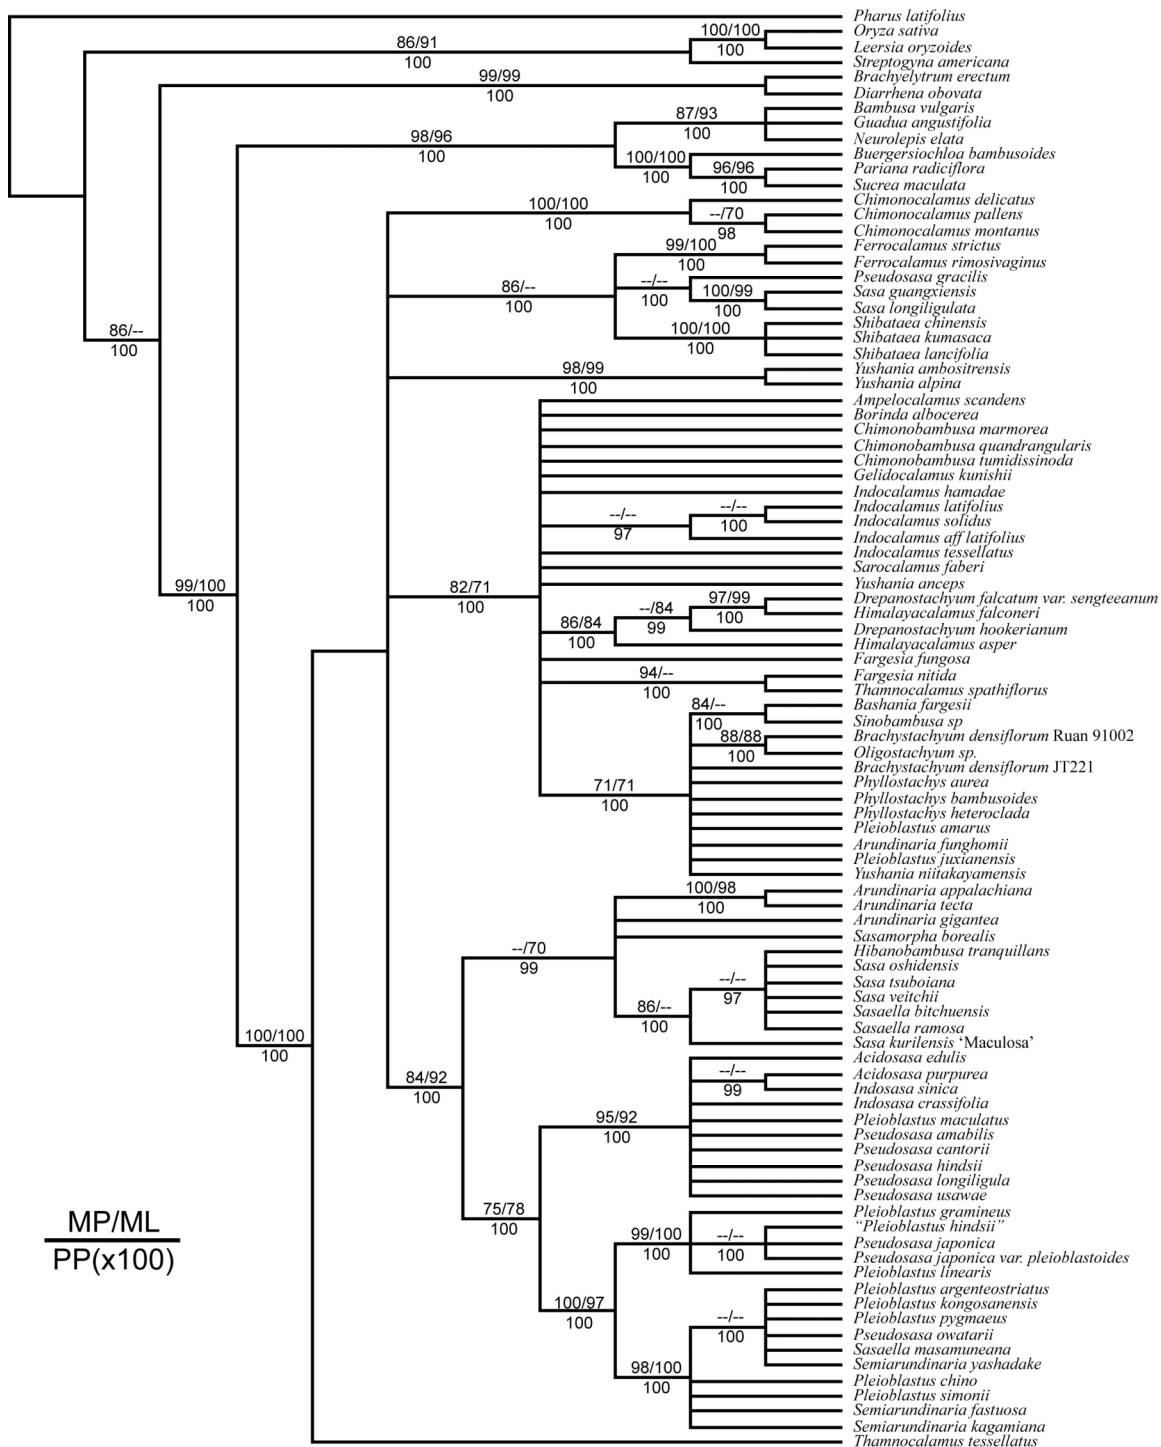 Pharus latifolius
Oryza sativa
100/100
Leersia oryzoides
86/91
100
100
Streptogyna americana
Brachyelytrum erectum
99/99
100
Diarrhena obovata
Bambusa vulgaris
87/93
Guadua angustifolia
100
98/96
Neurolepis elata
100
Buergersiochloa bambusoides
100/100
96/96
Pariana radiciflora
100
100
Sucrea maculata
Chimonocalamus delicatus
100/100
--/70
Chimonocalamus pallens
100
98
Chimonocalamus montanus
99/100
Ferrocalamus strictus
100
Ferrocalamus rimosivaginus
Pseudosasa gracilis
86/--
--/--
100/99
Sasa guangxiensis
100
100
100
Sasa longiligulata
Shibataea chinensis
100/100
Shibataea kumasaca
86/--
100
100
Shibataea lancifolia
98/99
Yushania ambositrensis
100
Yushania alpina
Ampelocalamus scandens
Borinda albocerea
Chimonobambusa marmorea
Chimonobambusa quandrangularis
Chimonobambusa tumidissinoda
Gelidocalamus kunishii
Indocalamus hamadae
--/--
--/--
Indocalamus latifolius
97
100
Indocalamus solidus
Indocalamus aff latifolius
Indocalamus tessellatus
Sarocalamus faberi
99/100
82/71
Yushania anceps
100
100
97/99
Drepanostachyum falcatum var. sengteeanum
--/84
100
Himalayacalamus falconeri
86/84
99
Drepanostachyum hookerianum
100
Himalayacalamus asper
Fargesia fungosa
94/--
Fargesia nitida
100
Thamnocalamus spathiflorus
84/--
Bashania fargesii
100
Sinobambusa sp
88/88
Brachystachyum densiflorum Ruan 91002
100
Oligostachyum sp.
Brachystachyum densiflorum JT221
71/71
Phyllostachys aurea
100
Phyllostachys bambusoides
Phyllostachys heteroclada
Pleioblastus amarus
Arundinaria funghomii
Pleioblastus juxianensis
Yushania niitakayamensis
100/98
Arundinaria appalachiana
100
Arundinaria tecta
Arundinaria gigantea
--/70
Sasamorpha borealis
99
Hibanobambusa tranquillans
Sasa oshidensis
--/--
Sasa tsuboiana
97
Sasa veitchii
86/--
Sasaella bitchuensis
100
Sasaella ramosa
100/100
Sasa kurilensis ‘Maculosa’
100
Acidosasa edulis
84/92
--/--
Acidosasa purpurea
100
99
Indosasa sinica
Indosasa crassifolia
95/92
Pleioblastus maculatus
100
Pseudosasa amabilis
Pseudosasa cantorii
Pseudosasa hindsii
Pseudosasa longiligula
Pseudosasa usawae
75/78
Pleioblastus gramineus
100
“Pleioblastus hindsii”
99/100
--/--
Pseudosasa japonica
100
100
Pseudosasa japonica var. pleioblastoides
Pleioblastus linearis
Pleioblastus argenteostriatus
100/97
Pleioblastus kongosanensis
100
--/--
Pleioblastus pygmaeus
100
Pseudosasa owatarii
Sasaella masamuneana
98/100
Semiarundinaria yashadake
100
Pleioblastus chino
Pleioblastus simonii
Semiarundinaria fastuosa
Semiarundinaria kagamiana
Thamnocalamus tessellatus
MP/ML
PP(x100)